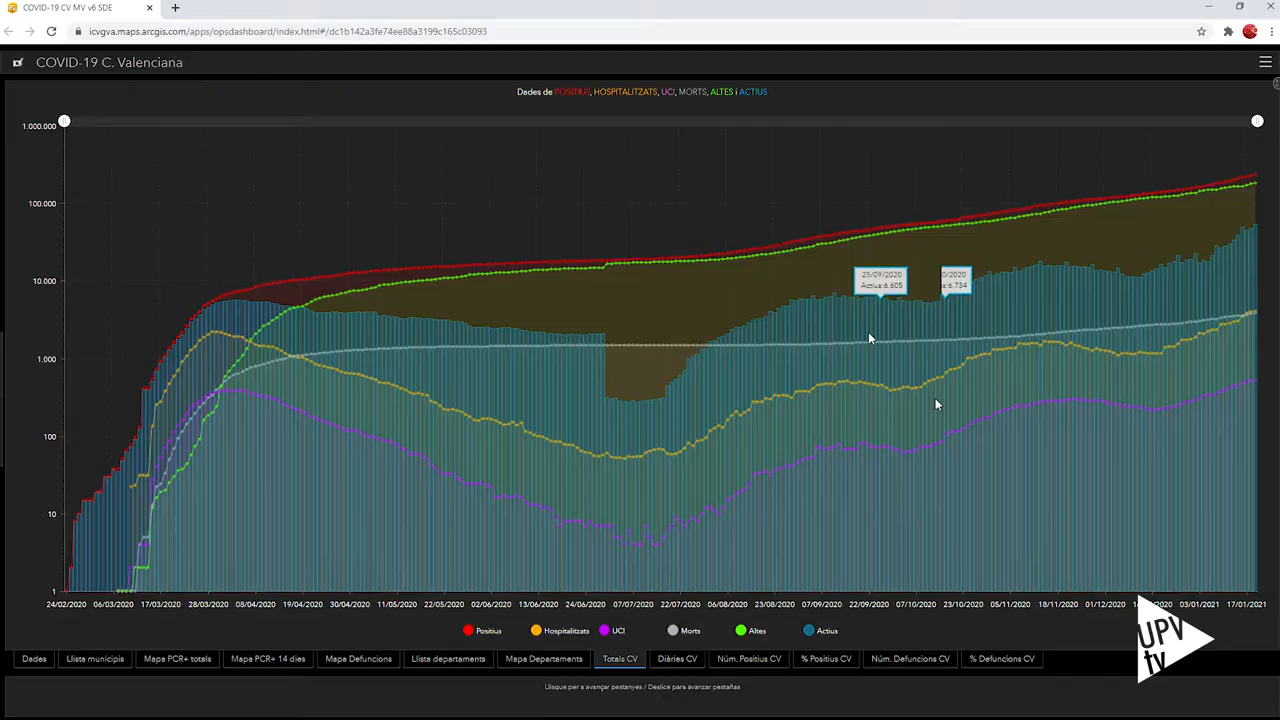 COVID-19 CV MV v6 SDE
icvgva.maps.arcgis.com/apps/opsdashboard/index.html#/dc1b142a3fe74ee88a3199c165c03093
COVID-19 C. Valenciana
Dades de POSITIUS, HOSPITALITZATS, UCI, MORTS, ALTES i ACTIUS
1.000.000
100.000
10.000
1.000
100
10
1
25/09/2020
Actius:6.605
0/2020
s:6.734
24/02/2020 06/03/2020 17/03/2020 28/03/2020 08/04/2020 19/04/2020 30/04/2020 11/05/2020 22/05/2020 02/06/2020 13/06/2020 24/06/2020 07/07/2020 22/07/2020 06/08/2020 23/08/2020 07/09/2020 22/09/2020 07/10/2020 23/10/2020 05/11/2020 18/11/2020 01/12/2020 03/01/2021 17/01/2021
Positius Hospitalitzats UCI Morts Altes Actius
Dades Llista municipis Mapa PCR+ totals Mapa PCR+ 14 dies Mapa Defuncions Llista departaments Mapa Departaments Totals CV Diàries CV Núm. Positius CV % Positius CV Núm. Defuncions CV % Defuncions CV
Llisque per a avançar pestanyes / Deslice para avanzar pestañas
UPV
tv